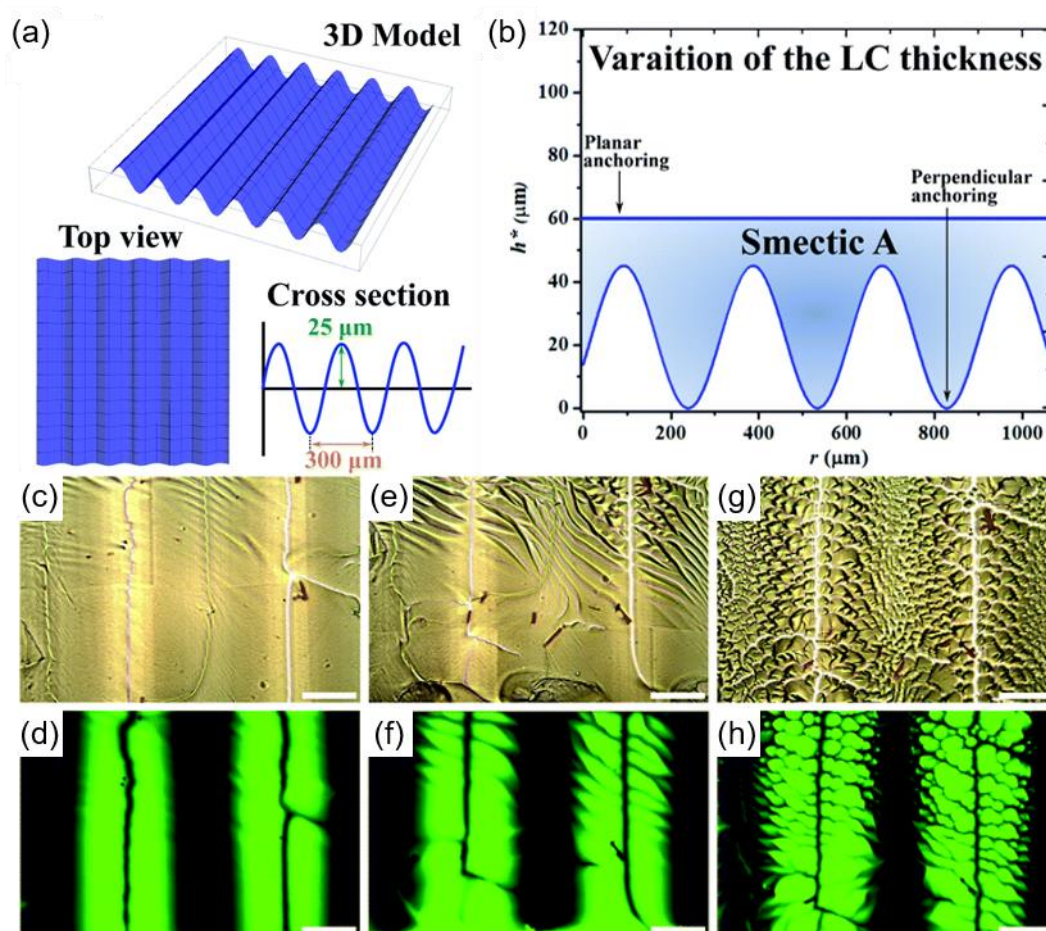 (a)
3D Model
Top view
Cross section
25 μm
300 μm
(b)
120
100
80
60
40
20
0
h* (μm)
Varaition of the LC thickness
Planar
anchoring
Perpendicular
anchoring
Smectic A
0
200
400
600
800
1000
r (μm)
(c)
(e)
(g)
(d)
(f)
(h)